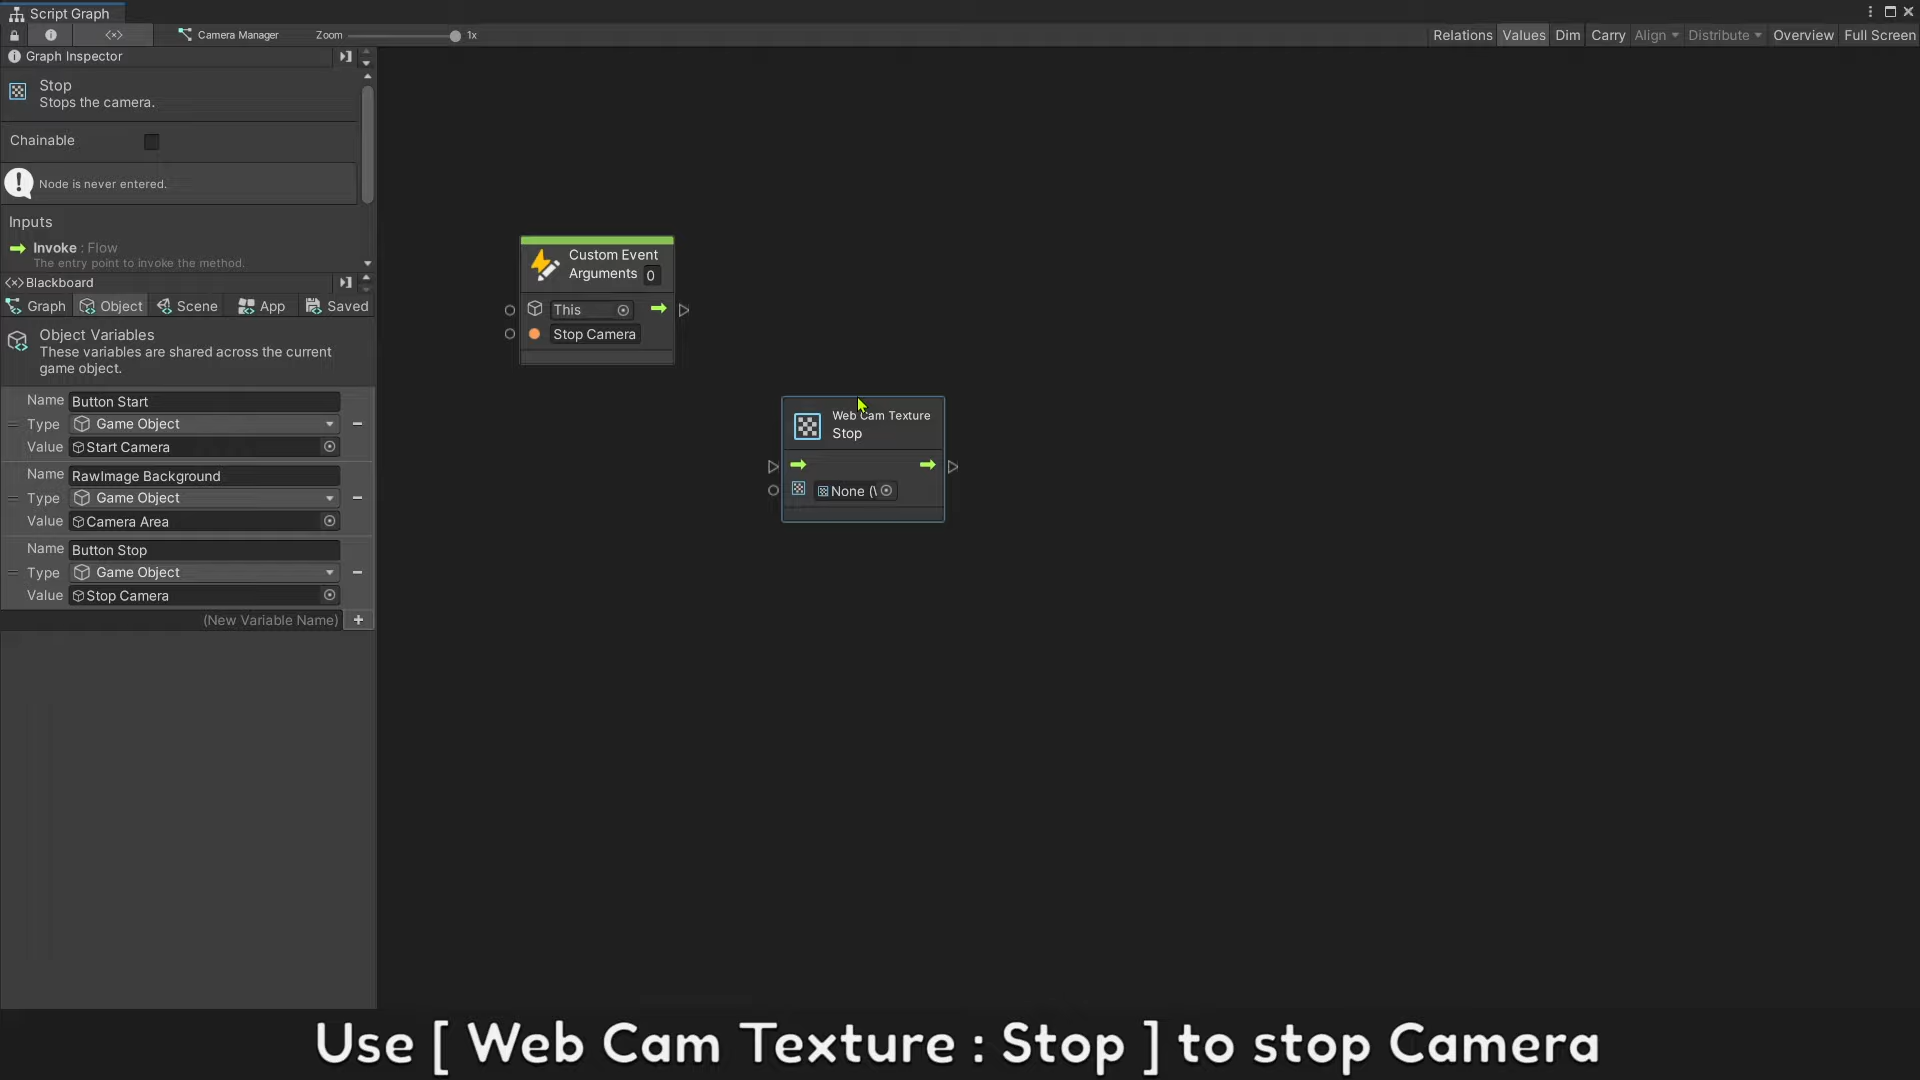 Script Graph
Camera Manager Zoom 1x
Relations Values Dim Carry Align Distribute Overview Full Screen
Graph Inspector
Stop
Stops the camera.
Chainable
Node is never entered.
Inputs
Invoke : Flow
The entry point to invoke the method.
<×> Blackboard
Graph Object Scene App Saved
Object Variables
These variables are shared across the current
game object.
Name Button Start
Type Game Object
Value Start Camera
Name RawImage Background
Type Game Object
Value Camera Area
Name Button Stop
Type Game Object
Value Stop Camera
(New Variable Name) +
Custom Event
Arguments 0
This
Stop Camera
Web Cam Texture
Stop
None (\
Use [ Web Cam Texture : Stop ] to stop Camera